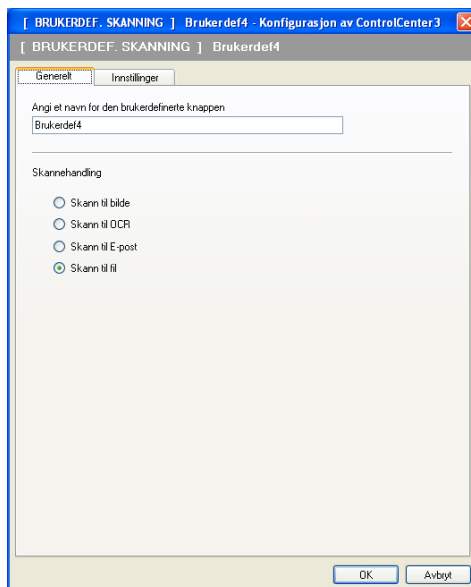 [ BRUKERDEF. SKANNING ] Brukerdef4 - Konfigurasjon av ControlCenter3
[ BRUKERDEF. SKANNING ] Brukerdef4
Generelt Innstillinger
Angi et navn for den brukerdefinerte knappen
Brukerdef4
Skannehandling
Skann til bilde
Skann til OCR
Skann til E-post
Skann til fil
OK Avbryt